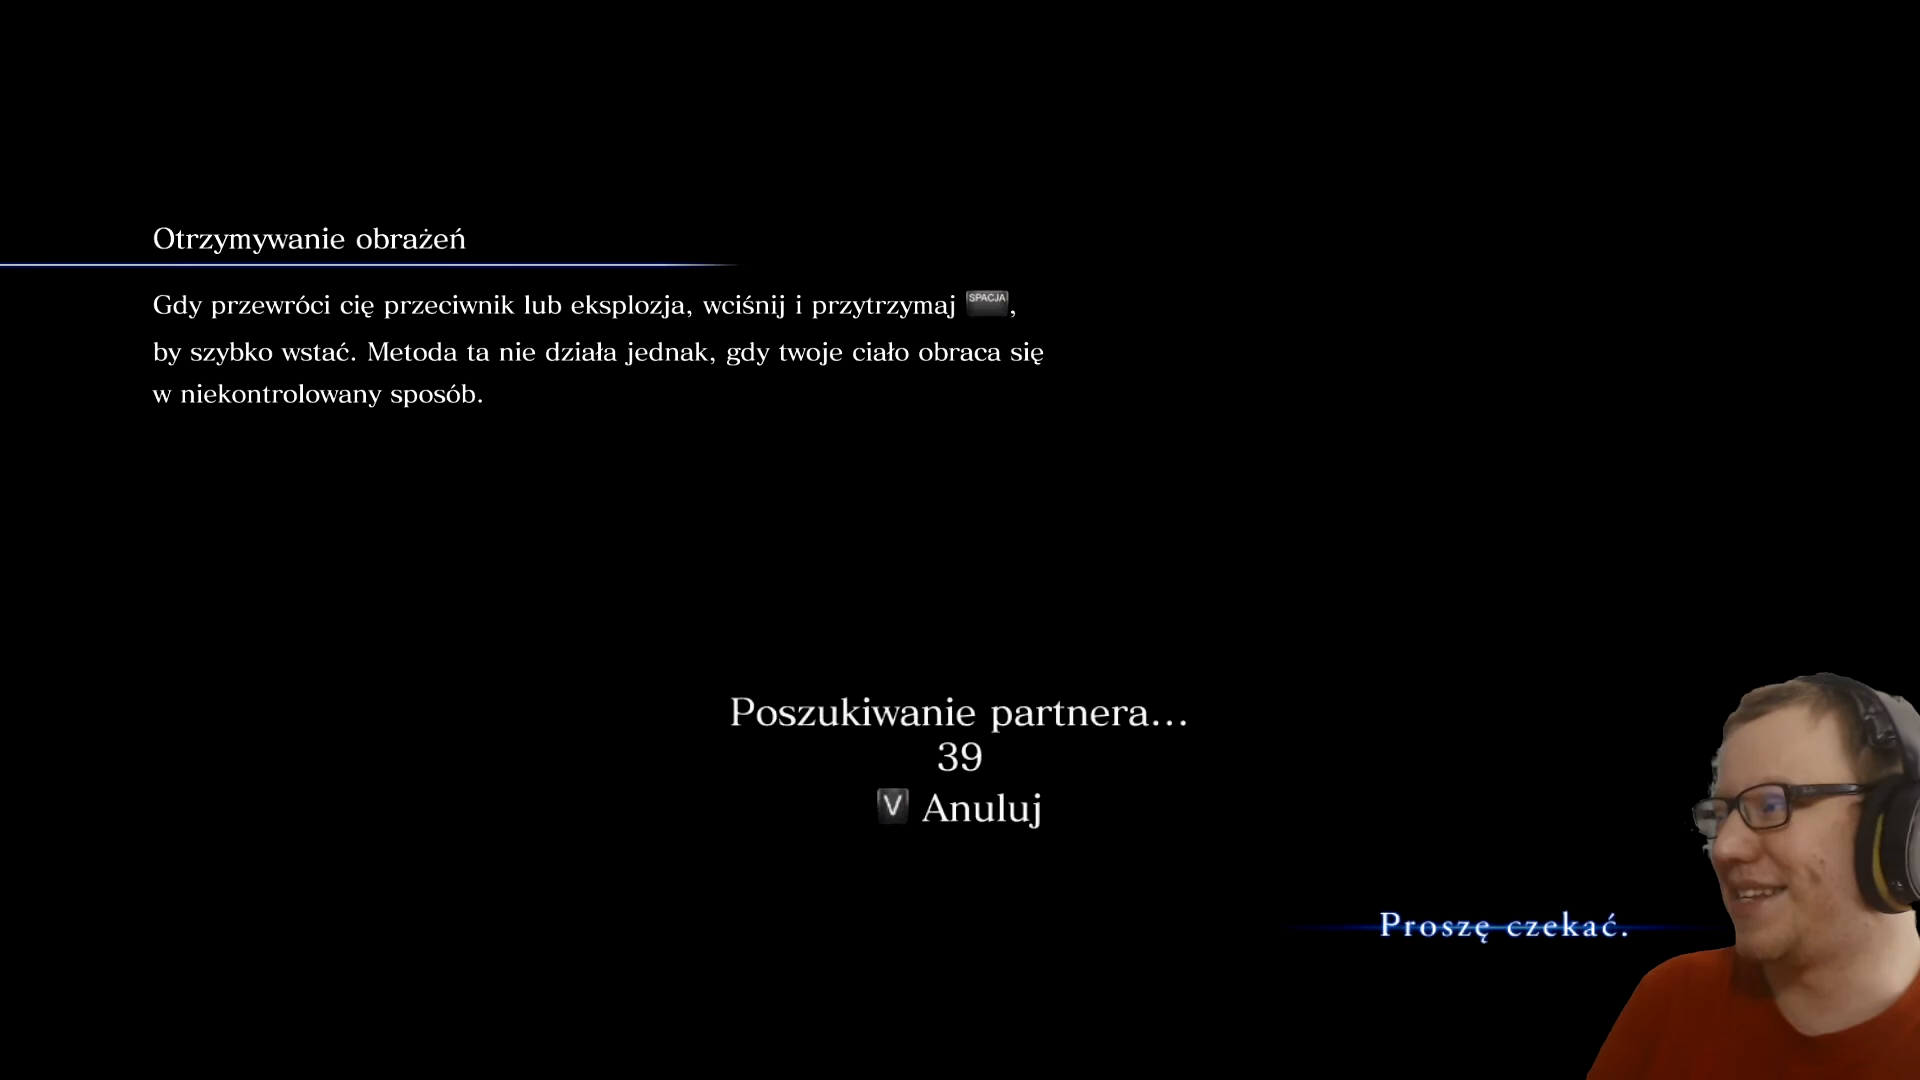 Otrzymywanie obrażeń
Gdy przewróci cię przeciwnik lub eksplozja, wciśnij i przytrzymaj SPACJA,
by szybko wstać. Metoda ta nie działa jednak, gdy twoje ciało obraca się
w niekontrolowany sposób.
Poszukiwanie partnera...
39
V Anuluj
Proszę czekać.